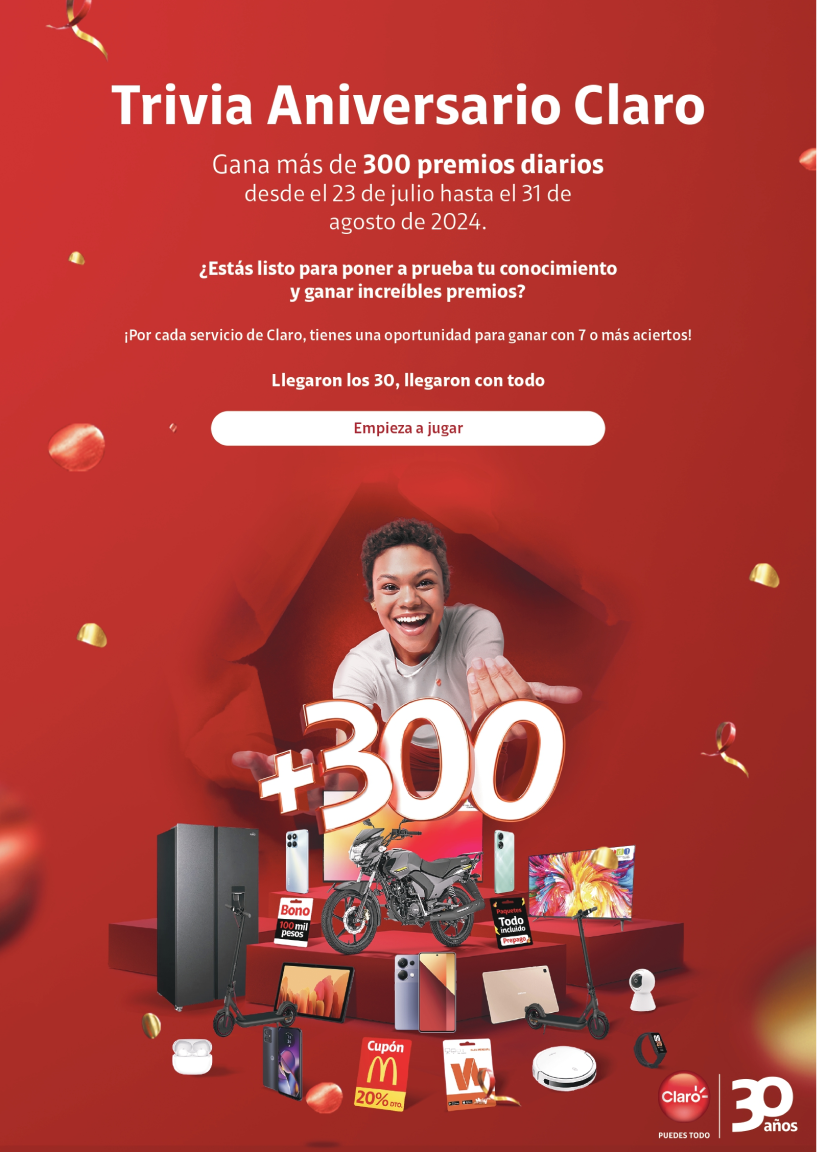 Trivia Aniversario Claro
Gana más de 300 premios diarios
desde el 23 de julio hasta el 31 de
agosto de 2024.
¿Estás listo para poner a prueba tu conocimiento
y ganar increíbles premios?
¡Por cada servicio de Claro, tienes una oportunidad para ganar con 7 o más aciertos!
Llegaron los 30, llegaron con todo
Empieza a jugar
+300
Bono
100 mil
pesos
Paquetes
Todo
incluido
Prepago
Cupón
20% DTO.
Claro
PUEDES TODO
30
años